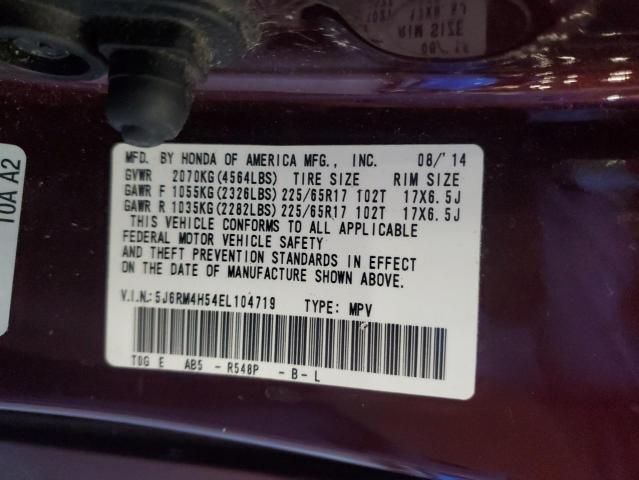 MFD. BY HONDA OF AMERICA MFG., INC. 08/'14
GVWR 2070KG(4564LBS) TIRE SIZE RIM SIZE
GAWR F 1055KG(2326LBS) 225/65R17 102T 17X6.5J
GAWR R 1035KG(2282LBS) 225/65R17 102T 17X6.5J
THIS VEHICLE CONFORMS TO ALL APPLICABLE
FEDERAL MOTOR VEHICLE SAFETY
AND THEFT PREVENTION STANDARDS IN EFFECT
ON THE DATE OF MANUFACTURE SHOWN ABOVE.
V.I.N.:5J6RM4H54EL104719 TYPE: MPV
T0G E AB5 - R548P - B - L
T0A A2
RIM SIZE